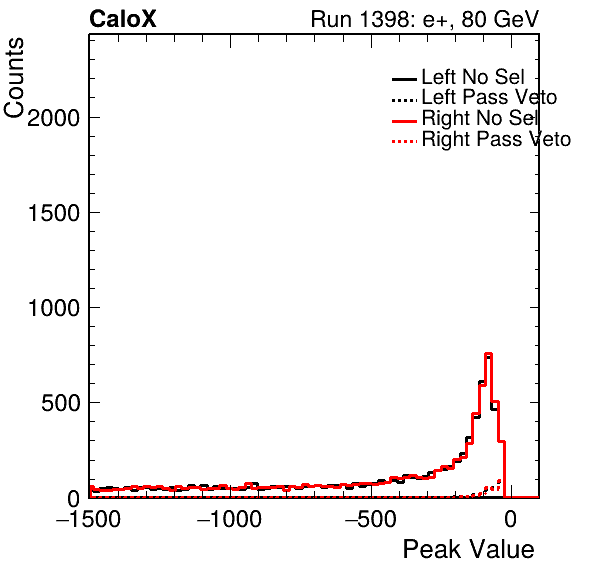 CaloX Run 1398: e+, 80 GeV
Counts
Left No Sel
Left Pass Veto
Right No Sel
Right Pass Veto
2000
1500
1000
500
0
−1500 −1000 −500 0
Peak Value